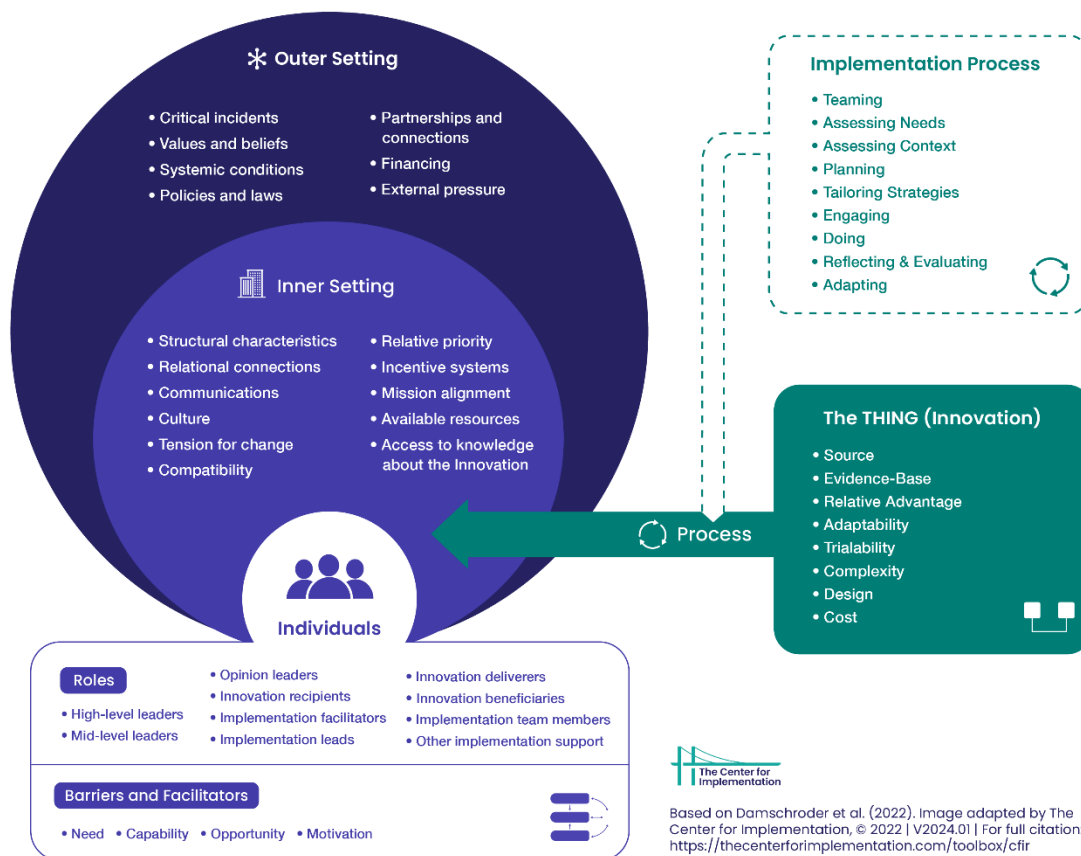 Outer Setting
• Critical incidents
• Values and beliefs
• Systemic conditions
• Policies and laws
• Partnerships and
connections
• Financing
• External pressure
Inner Setting
• Structural characteristics
• Relational connections
• Communications
• Culture
• Tension for change
• Compatibility
• Relative priority
• Incentive systems
• Mission alignment
• Available resources
• Access to knowledge
about the Innovation
Individuals
Roles
• High-level leaders
• Mid-level leaders
• Opinion leaders
• Innovation recipients
• Implementation facilitators
• Implementation leads
• Innovation deliverers
• Innovation beneficiaries
• Implementation team members
• Other implementation support
Barriers and Facilitators
• Need • Capability • Opportunity • Motivation
Implementation Process
• Teaming
• Assessing Needs
• Assessing Context
• Planning
• Tailoring Strategies
• Engaging
• Doing
• Reflecting & Evaluating
• Adapting
Process
The THING (Innovation)
• Source
• Evidence-Base
• Relative Advantage
• Adaptability
• Trialability
• Complexity
• Design
• Cost
The Center for
Implementation
Based on Damschroder et al. (2022). Image adapted by The
Center for Implementation, © 2022 | V2024.01 | For full citation
https://thecenterforimplementation.com/toolbox/cfir